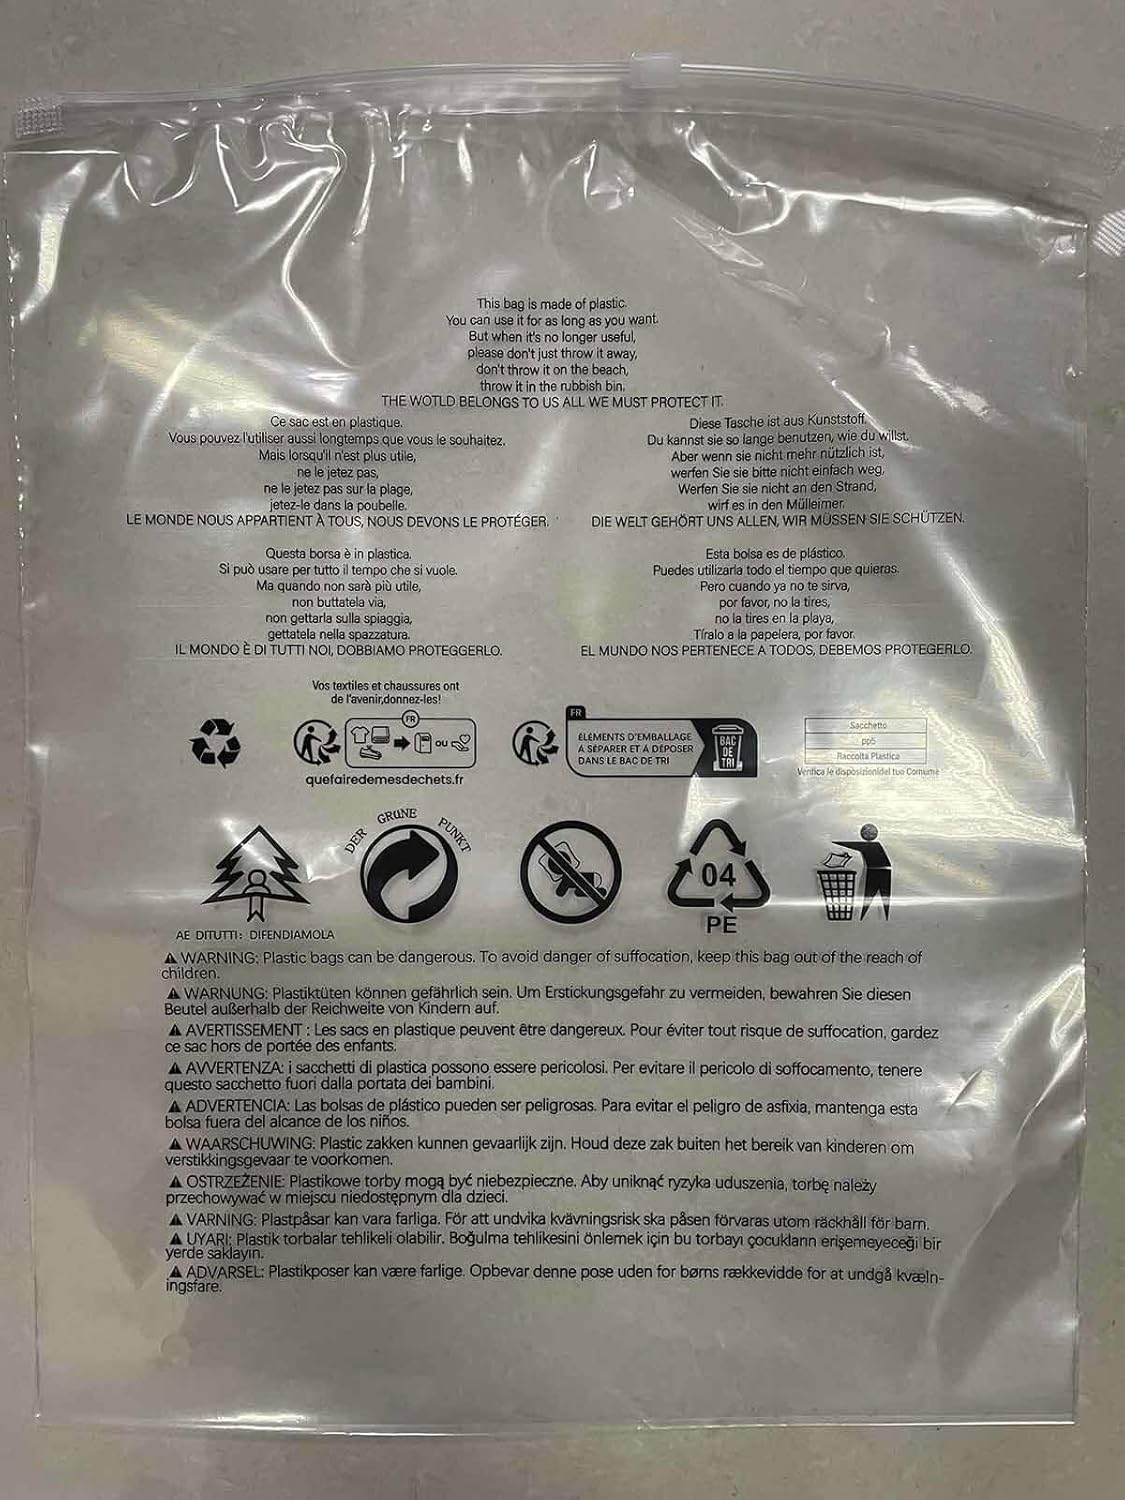 This bag is made of plastic.
You can use it for as long as you want.
But when it's no longer useful,
please don't just throw it away,
don't throw it on the beach,
throw it in the rubbish bin.
THE WOTLD BELONGS TO US ALL WE MUST PROTECT IT.
Ce sac est en plastique.
Vous pouvez l'utiliser aussi longtemps que vous le souhaitez.
Mais lorsqu'il n'est plus utile,
ne le jetez pas,
ne le jetez pas sur la plage,
jetez-le dans la poubelle.
LE MONDE NOUS APPARTIENT À TOUS, NOUS DEVONS LE PROTÉGER.
Diese Tasche ist aus Kunststoff.
Du kannst sie so lange benutzen, wie du willst.
Aber wenn sie nicht mehr nützlich ist,
werfen Sie sie bitte nicht einfach weg,
Werfen Sie sie nicht an den Strand,
wirf es in den Mülleimer.
DIE WELT GEHÖRT UNS ALLEN, WIR MÜSSEN SIE SCHÜTZEN.
Questa borsa è in plastica.
Si può usare per tutto il tempo che si vuole.
Ma quando non sarà più utile,
non buttatela via,
non gettarla sulla spiaggia,
gettatela nella spazzatura.
IL MONDO È DI TUTTI NOI, DOBBIAMO PROTEGGERLO.
Esta bolsa es de plástico.
Puedes utilizarla todo el tiempo que quieras.
Pero cuando ya no te sirva,
por favor, no la tires,
no la tires en la playa,
Tíralo a la papelera, por favor.
EL MUNDO NOS PERTENECE A TODOS, DEBEMOS PROTEGERLO.
Vos textiles et chaussures ont
de l'avenir,donnez-les!
FR
OU
quefairedemesdechets.fr
FR
ÉLÉMENTS D'EMBALLAGE
À SÉPARER ET À DÉPOSER
DANS LE BAC DE TRI
BAC
DE
TRI
Sacchetto
pp5
Raccolta Plastica
Verifica le disposizionidel tuo Comume
AE DITUTTI: DIFENDIAMOLA
DER GRUNE PUNKT
04
PE
⚠ WARNING: Plastic bags can be dangerous. To avoid danger of suffocation, keep this bag out of the reach of
children.
⚠ WARNUNG: Plastiktüten können gefährlich sein. Um Erstickungsgefahr zu vermeiden, bewahren Sie diesen
Beutel außerhalb der Reichweite von Kindern auf.
⚠ AVERTISSEMENT : Les sacs en plastique peuvent être dangereux. Pour éviter tout risque de suffocation, gardez
ce sac hors de portée des enfants.
⚠ AVVERTENZA: i sacchetti di plastica possono essere pericolosi. Per evitare il pericolo di soffocamento, tenere
questo sacchetto fuori dalla portata dei bambini.
⚠ ADVERTENCIA: Las bolsas de plástico pueden ser peligrosas. Para evitar el peligro de asfixia, mantenga esta
bolsa fuera del alcance de los niños.
⚠ WAARSCHUWING: Plastic zakken kunnen gevaarlijk zijn. Houd deze zak buiten het bereik van kinderen om
verstikkingsgevaar te voorkomen.
⚠ OSTRZEŻENIE: Plastikowe torby mogą być niebezpieczne. Aby uniknąć ryzyka uduszenia, torbę należy
przechowywać w miejscu niedostępnym dla dzieci.
⚠ VARNING: Plastpåsar kan vara farliga. För att undvika kvävningsrisk ska påsen förvaras utom räckhåll för barn.
⚠ UYARI: Plastik torbalar tehlikeli olabilir. Boğulma tehlikesini önlemek için bu torbayı çocukların erişemeyeceği bir
yerde saklayın.
⚠ ADVARSEL: Plastikposer kan være farlige. Opbevar denne pose uden for børns rækkevidde for at undgå kvæln-
ingsfare.